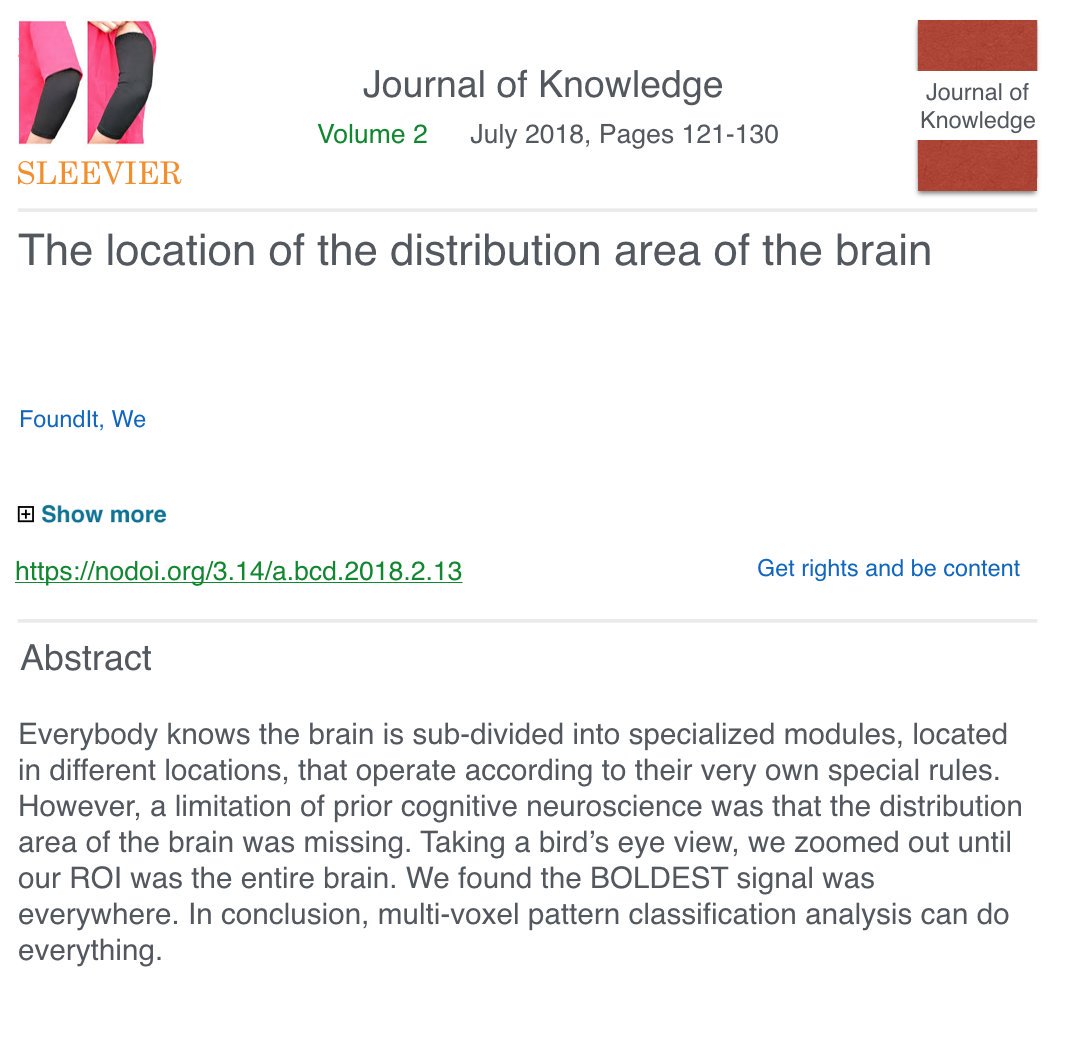 Journal of Knowledge
Volume 2 July 2018, Pages 121-130
Journal of
Knowledge
SLEEVIER
The location of the distribution area of the brain
FoundIt, We
Show more
https://nodoi.org/3.14/a.bcd.2018.2.13
Get rights and be content
Abstract
Everybody knows the brain is sub-divided into specialized modules, located
in different locations, that operate according to their very own special rules.
However, a limitation of prior cognitive neuroscience was that the distribution
area of the brain was missing. Taking a bird’s eye view, we zoomed out until
our ROI was the entire brain. We found the BOLDEST signal was
everywhere. In conclusion, multi-voxel pattern classification analysis can do
everything.